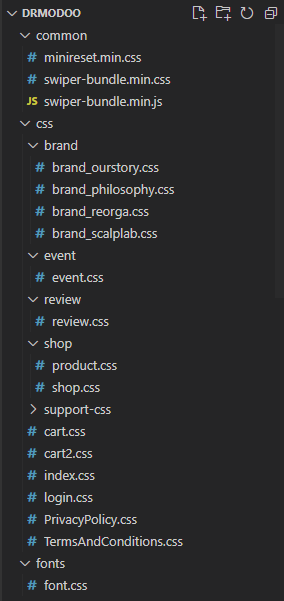 DRMODOO
common
# minireset.min.css
# swiper-bundle.min.css
JS swiper-bundle.min.js
css
brand
# brand_ourstory.css
# brand_philosophy.css
# brand_reorga.css
# brand_scalplab.css
event
# event.css
review
# review.css
shop
# product.css
# shop.css
support-css
# cart.css
# cart2.css
# index.css
# login.css
# PrivacyPolicy.css
# TermsAndConditions.css
fonts
# font.css